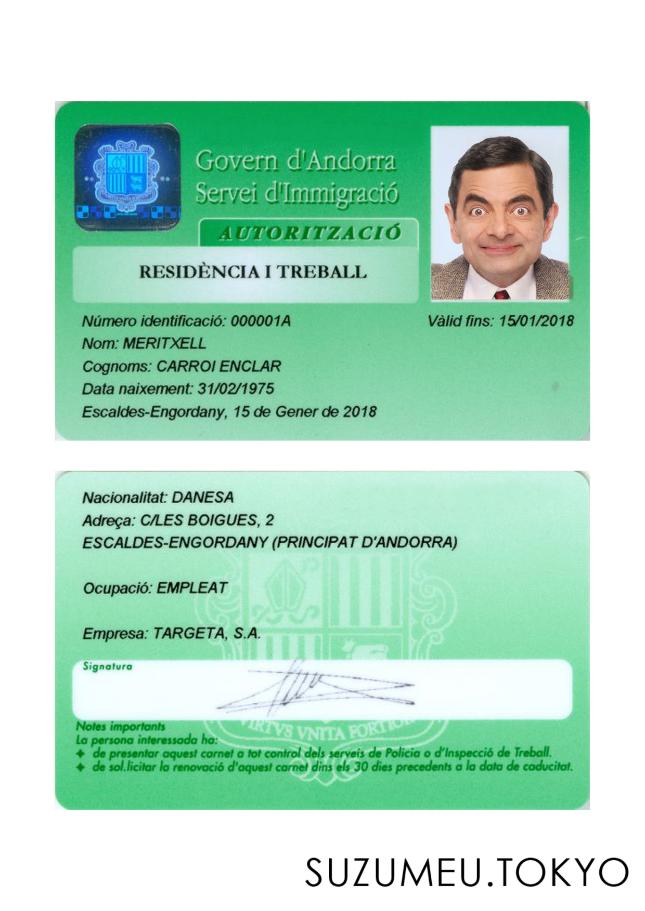 Govern d'Andorra
Servei d'Immigració
AUTORITZACIÓ
RESIDÈNCIA I TREBALL
Número identificació: 000001A
Vàlid fins: 15/01/2018
Nom: MERITXELL
Cognoms: CARROI ENCLAR
Data naixement: 31/02/1975
Escaldes-Engordany, 15 de Gener de 2018
Nacionalitat: DANESA
Adreça: C/LES BOIGUES, 2
ESCALDES-ENGORDANY (PRINCIPAT D'ANDORRA)
Ocupació: EMPLEAT
Empresa: TARGETA, S.A.
Signatura
VIRTVS VNITA FORTIOR
Notes importants
La persona interessada ha:
✦ de presentar aquest carnet a tot control dels serveis de Policia o d'Inspecció de Treball.
✦ de sol.licitar la renovació d'aquest carnet dins els 30 dies precedents a la data de caducitat.
SUZUMEU.TOKYO